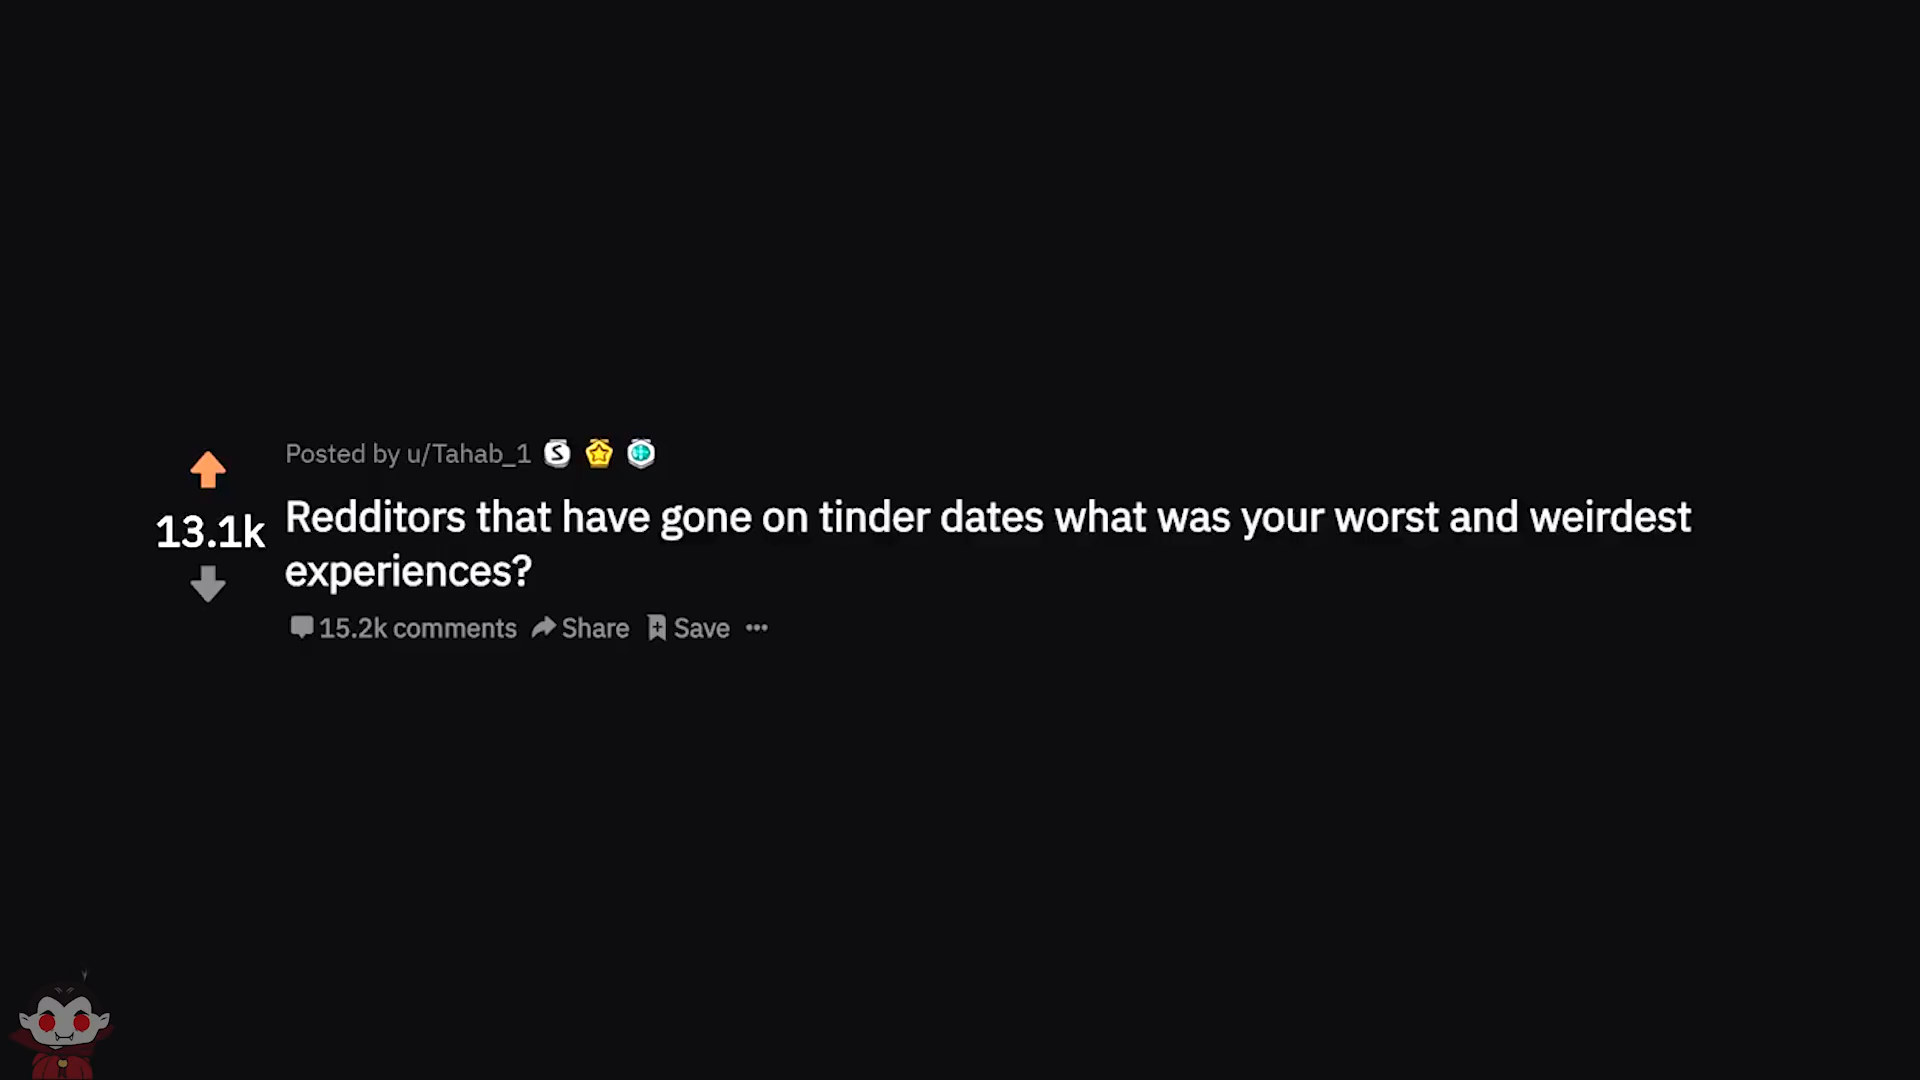 Posted by u/Tahab_1
13.1k
Redditors that have gone on tinder dates what was your worst and weirdest
experiences?
15.2k comments Share Save ···